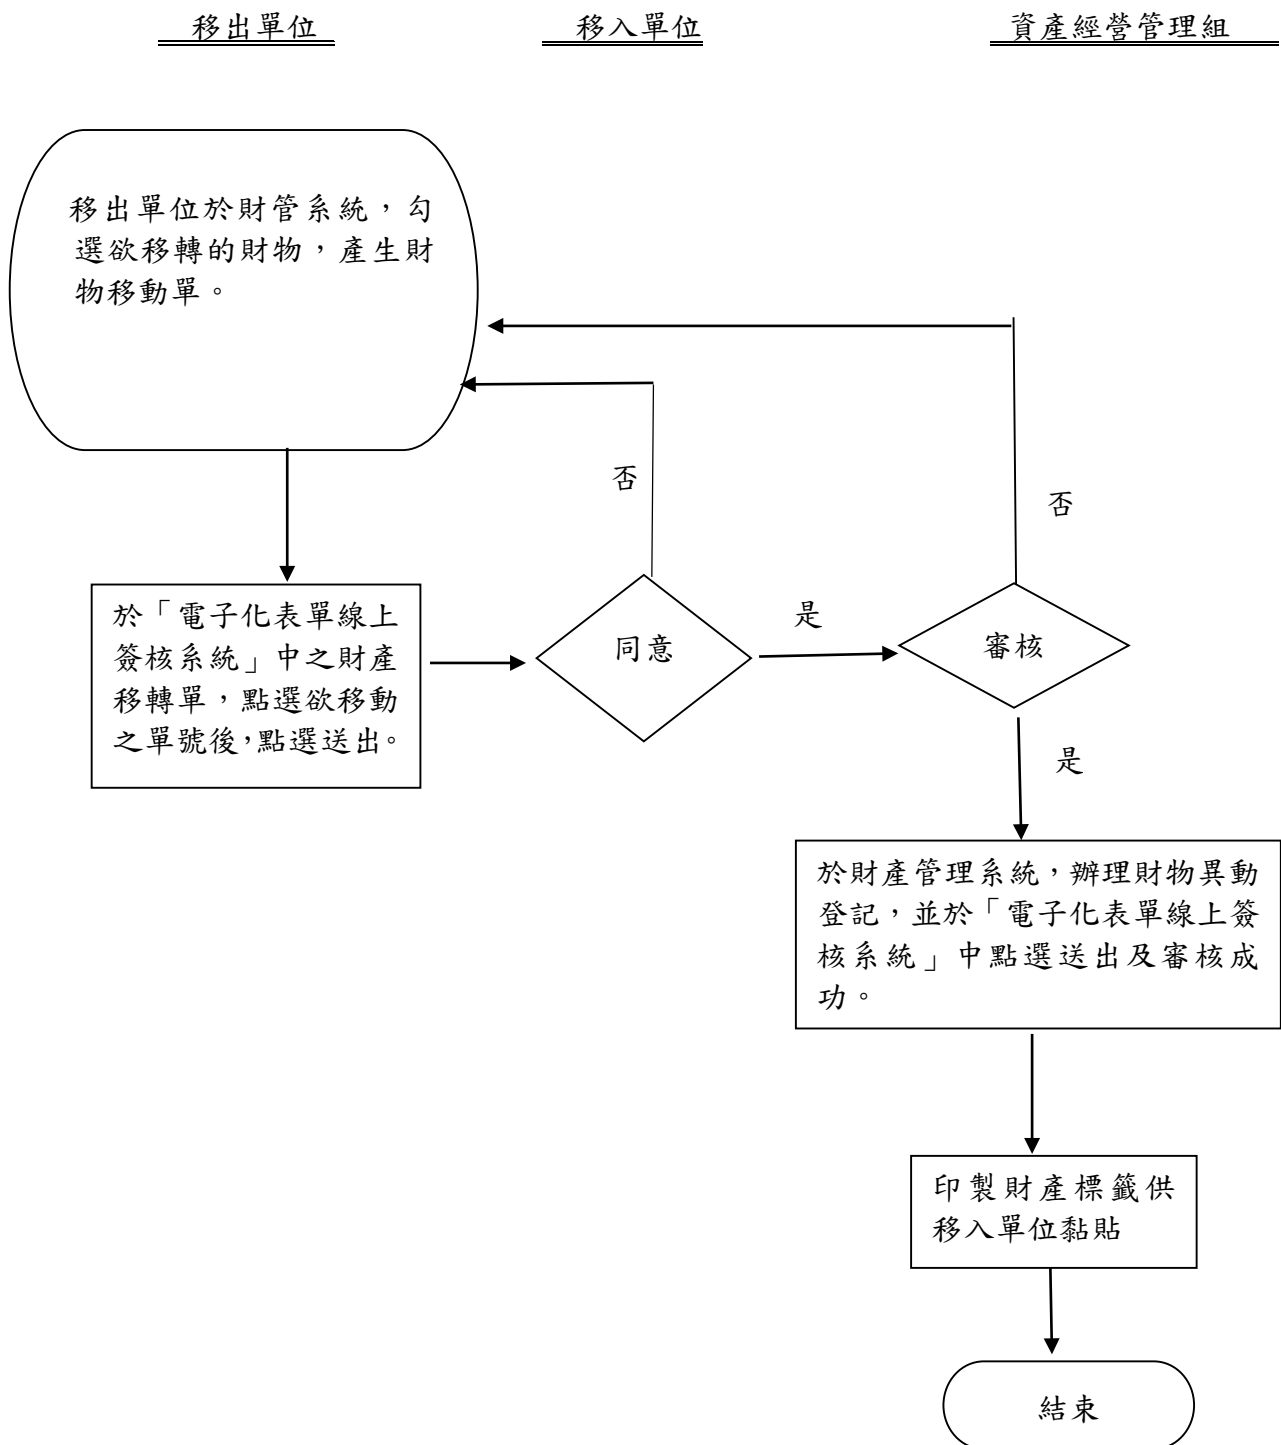 移出單位
移入單位
資產經營管理組
移出單位於財管系統，勾
選欲移轉的財物，產生財
物移動單。
否
否
於「電子化表單線上
簽核系統」中之財產
移轉單，點選欲移動
之單號後，點選送出。
同意
是
審核
是
於財產管理系統，辦理財物異動
登記，並於「電子化表單線上簽
核系統」中點選送出及審核成
功。
印製財產標籤供
移入單位黏貼
結束